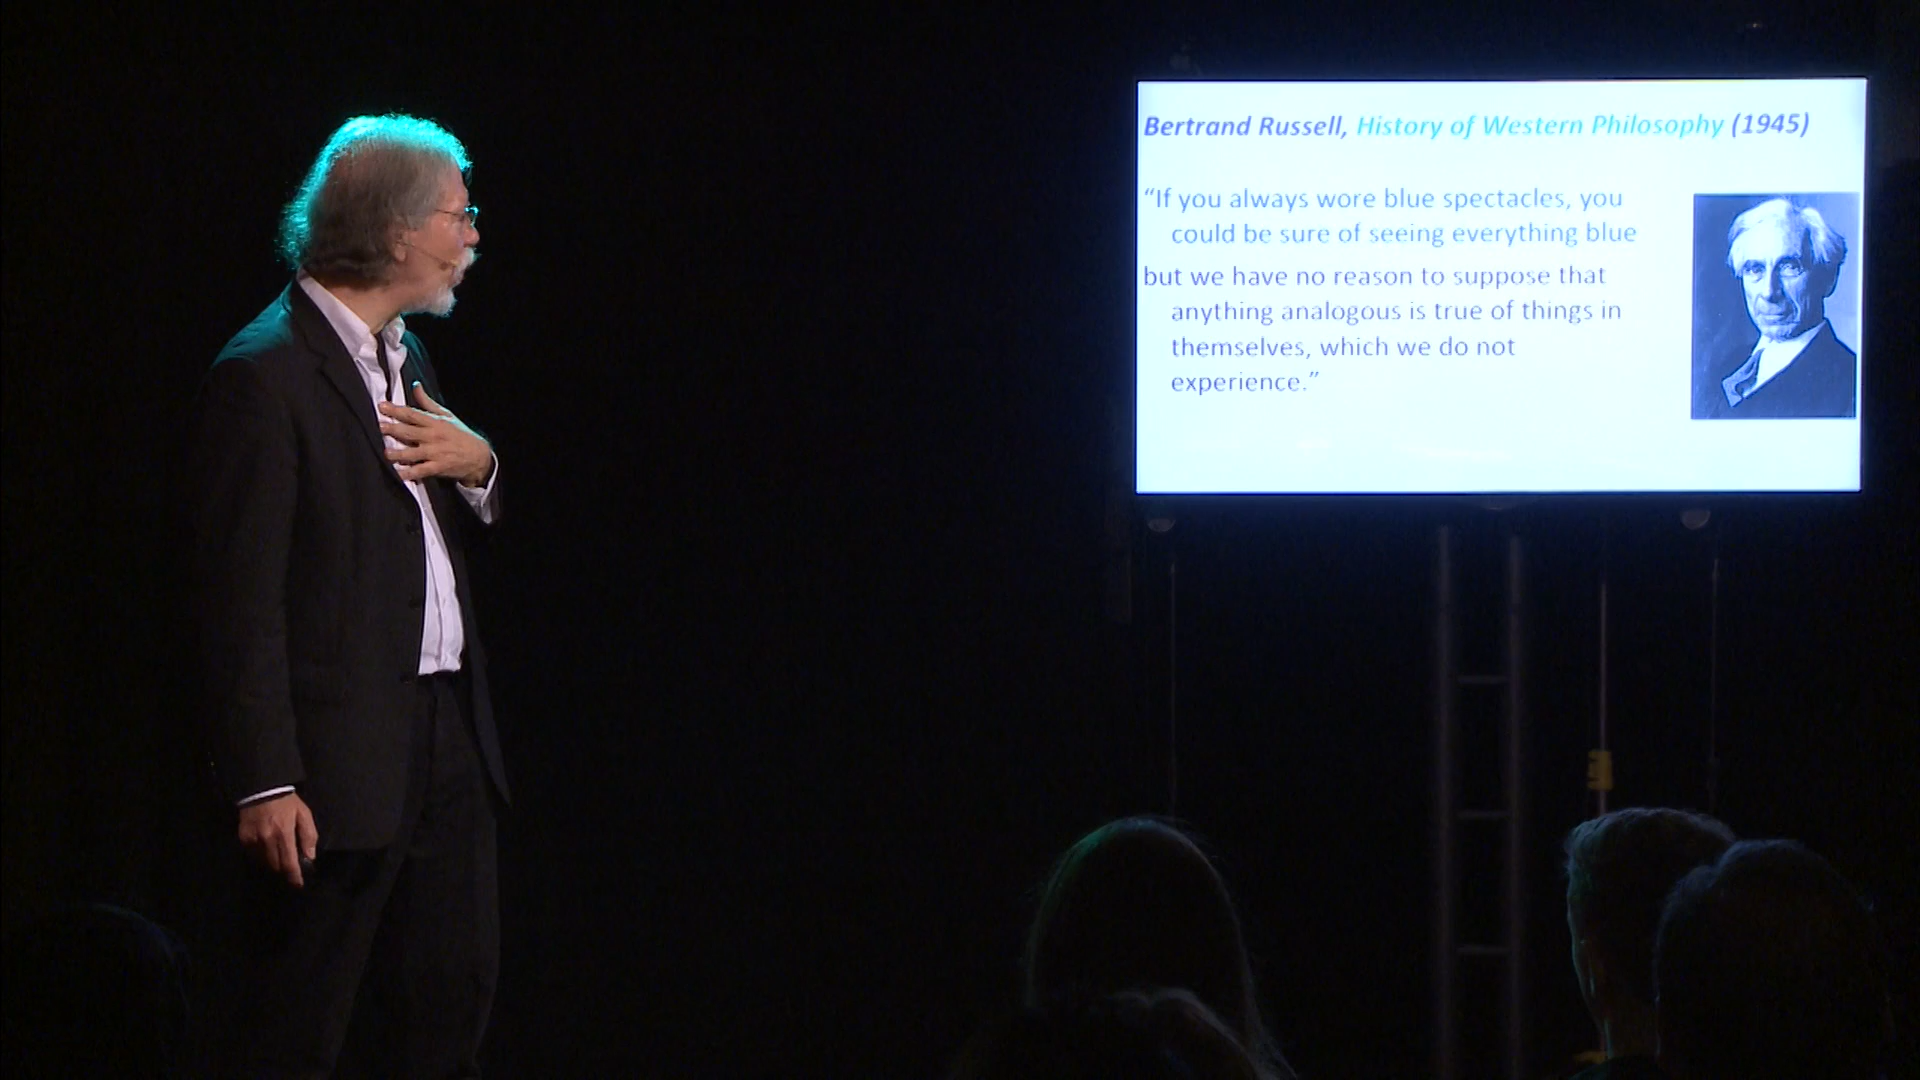 Bertrand Russell, History of Western Philosophy (1945)
“If you always wore blue spectacles, you
could be sure of seeing everything blue
but we have no reason to suppose that
anything analogous is true of things in
themselves, which we do not
experience.”